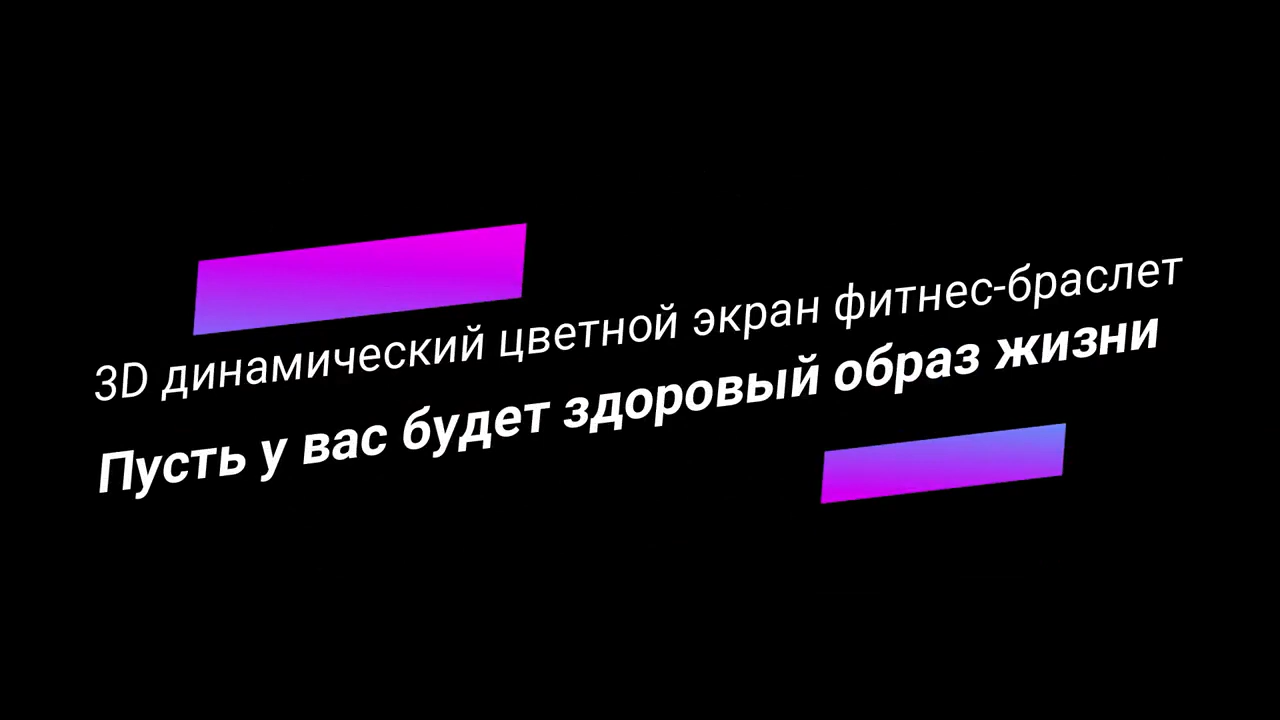 3D динамический цветной экран фитнес-браслет
Пусть у вас будет здоровый образ жизни